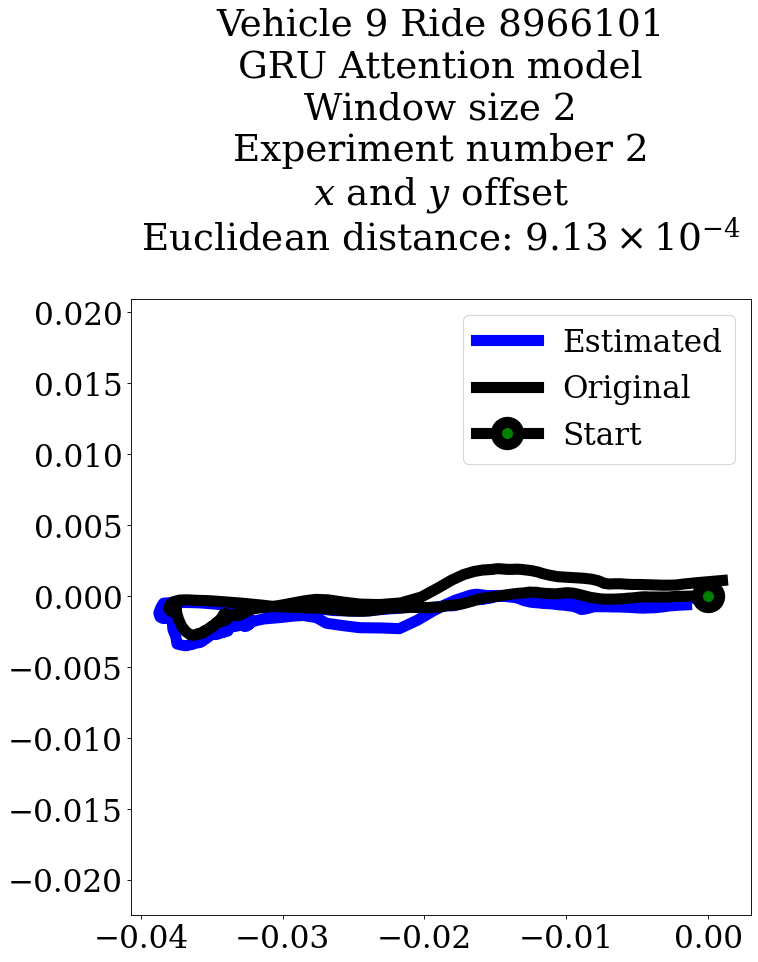 Vehicle 9 Ride 8966101
GRU Attention model
Window size 2
Experiment number 2
x and y offset
Euclidean distance: 9.13 × 10⁻⁴
Estimated
Original
Start
0.020
0.015
0.010
0.005
0.000
−0.005
−0.010
−0.015
−0.020
−0.04 −0.03 −0.02 −0.01 0.00